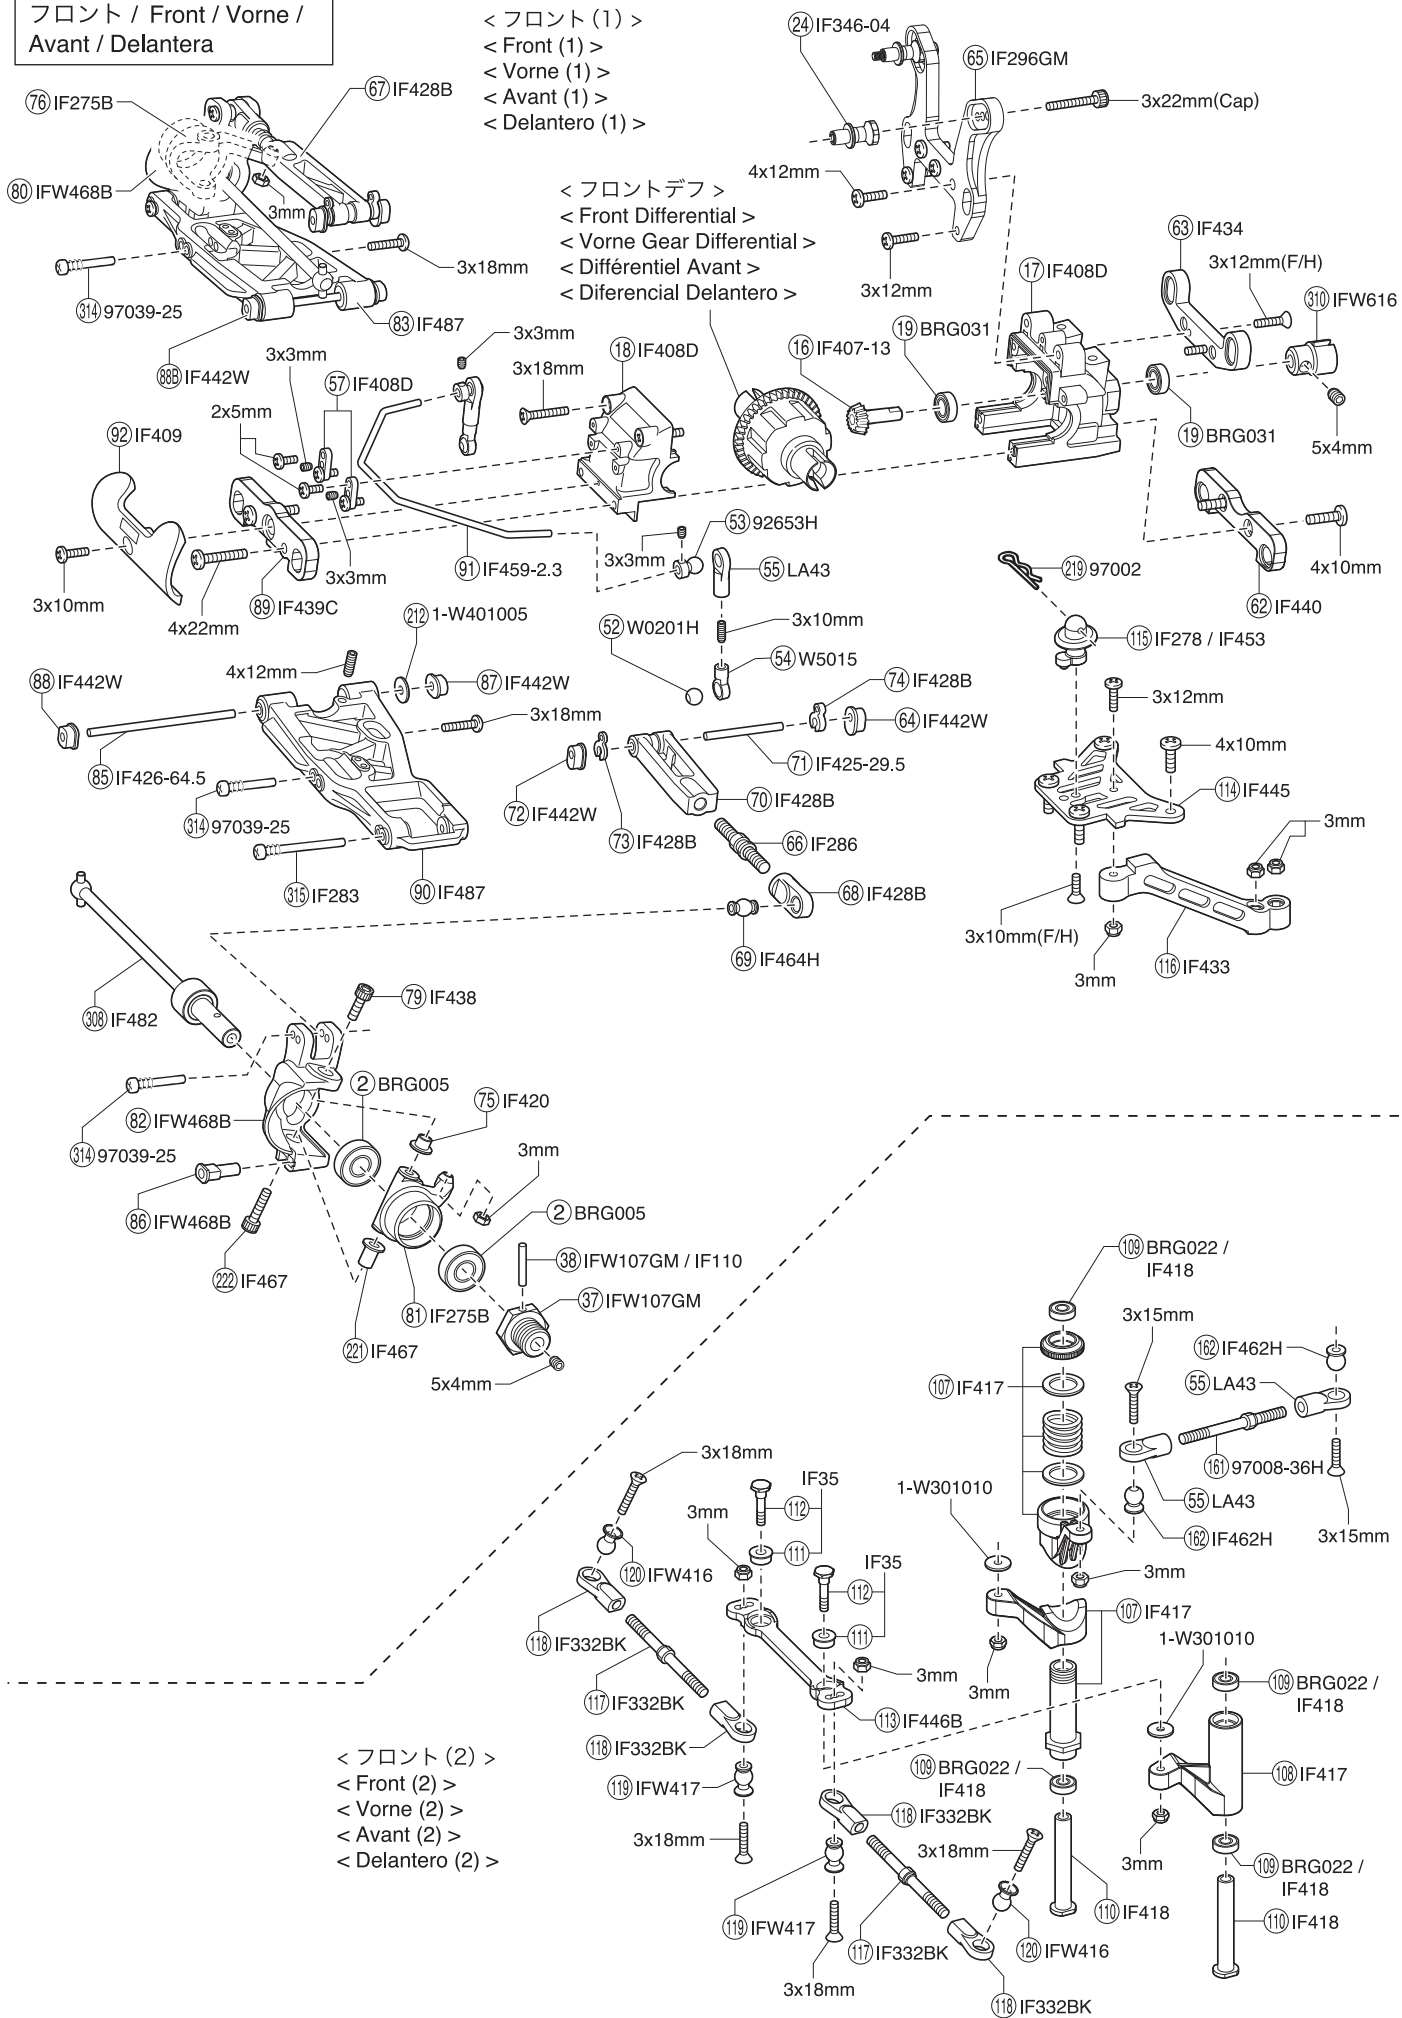 フロント / Front / Vorne /
Avant / Delantera
< フロント (1) >
< Front (1) >
< Vorne (1) >
< Avant (1) >
< Delantero (1) >
24 IF346-04
65 IF296GM
3x22mm(Cap)
4x12mm
3x12mm
76 IF275B
67 IF428B
80 IFW468B
3mm
3x18mm
314 97039-25
83 IF487
88B IF442W
< フロントデフ >
< Front Differential >
< Vorne Gear Differential >
< Différentiel Avant >
< Diferencial Delantero >
63 IF434
3x12mm(F/H)
17 IF408D
310 IFW616
19 BRG031
16 IF407-13
19 BRG031
5x4mm
3x3mm
18 IF408D
3x18mm
3x3mm
57 IF408D
2x5mm
92 IF409
3x3mm
3x10mm
4x22mm
89 IF439C
91 IF459-2.3
53 92653H
3x3mm
55 LA43
3x10mm
52 W0201H
54 W5015
219 97002
4x10mm
62 IF440
115 IF278 / IF453
3x12mm
4x10mm
114 IF445
3mm
3x10mm(F/H)
3mm
116 IF433
212 1-W401005
4x12mm
88 IF442W
87 IF442W
3x18mm
85 IF426-64.5
314 97039-25
315 IF283
90 IF487
74 IF428B
64 IF442W
71 IF425-29.5
72 IF442W
73 IF428B
70 IF428B
66 IF286
68 IF428B
69 IF464H
308 IF482
79 IF438
2 BRG005
75 IF420
82 IFW468B
314 97039-25
3mm
86 IFW468B
2 BRG005
222 IF467
38 IFW107GM / IF110
81 IF275B
37 IFW107GM
221 IF467
5x4mm
109 BRG022 /
IF418
3x15mm
162 IF462H
107 IF417
55 LA43
161 97008-36H
55 LA43
162 IF462H
3x15mm
3x18mm
IF35
112
1-W301010
3mm
111
120 IFW416
IF35
112
3mm
118 IF332BK
111
107 IF417
3mm
3mm
1-W301010
117 IF332BK
113 IF446B
109 BRG022 /
IF418
118 IF332BK
109 BRG022 /
IF418
108 IF417
< フロント (2) >
< Front (2) >
< Vorne (2) >
< Avant (2) >
< Delantero (2) >
119 IFW417
118 IF332BK
3x18mm
3x18mm
3mm
109 BRG022 /
IF418
119 IFW417
110 IF418
110 IF418
117 IF332BK
120 IFW416
3x18mm
118 IF332BK